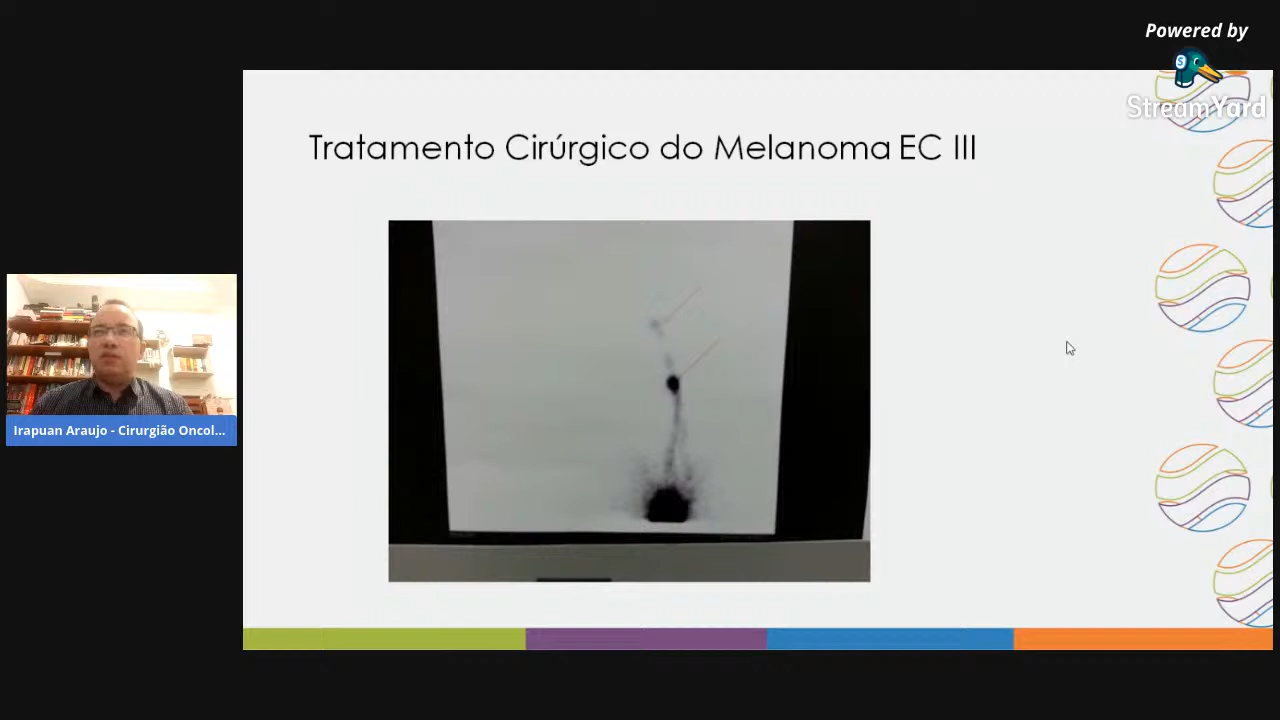 Powered by
StreamYard
Tratamento Cirúrgico do Melanoma EC III
Irapuan Araujo - Cirurgião Oncol...